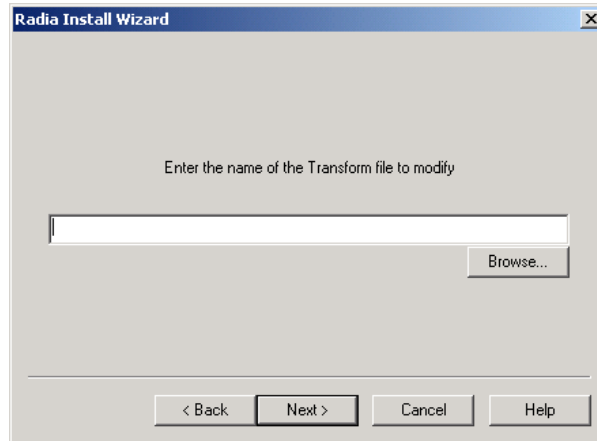 Radia Install Wizard
Enter the name of the Transform file to modify
Browse...
< Back Next > Cancel Help